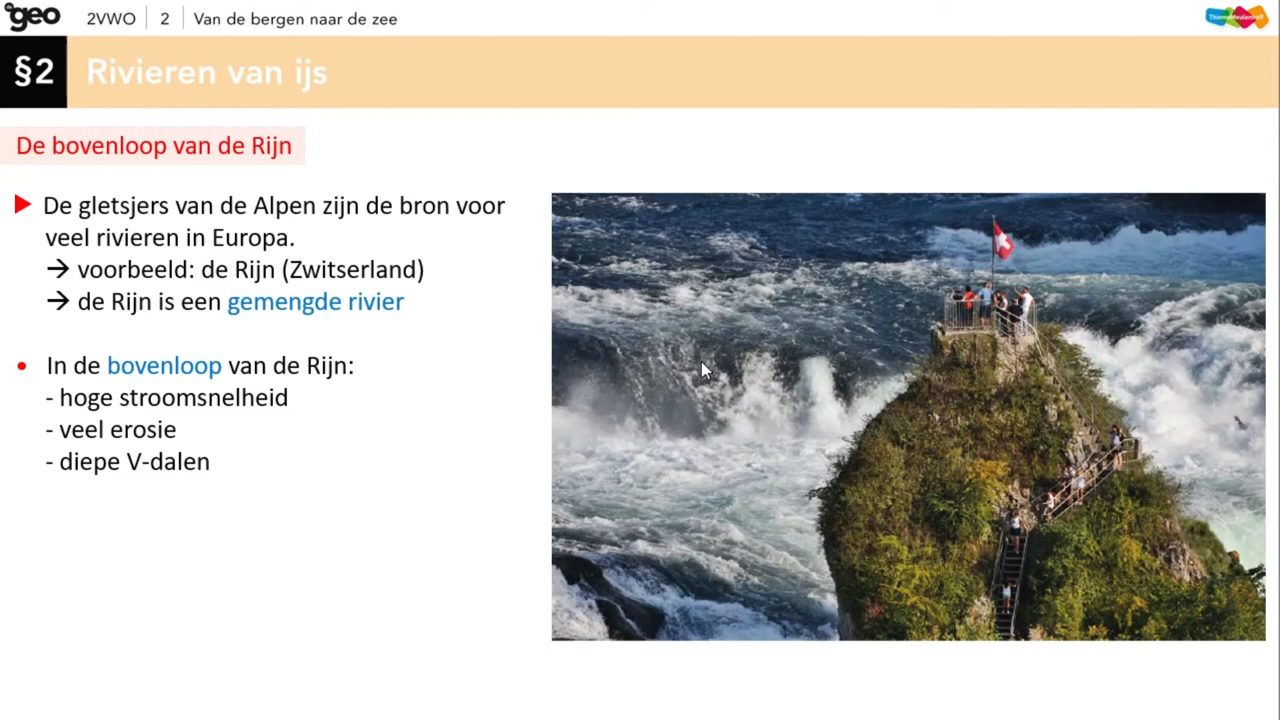 de geo
2VWO 2 Van de bergen naar de zee
ThiemeMeulenhoff
§2 Rivieren van ijs
De bovenloop van de Rijn
De gletsjers van de Alpen zijn de bron voor
veel rivieren in Europa.
→ voorbeeld: de Rijn (Zwitserland)
→ de Rijn is een gemengde rivier
• In de bovenloop van de Rijn:
- hoge stroomsnelheid
- veel erosie
- diepe V-dalen